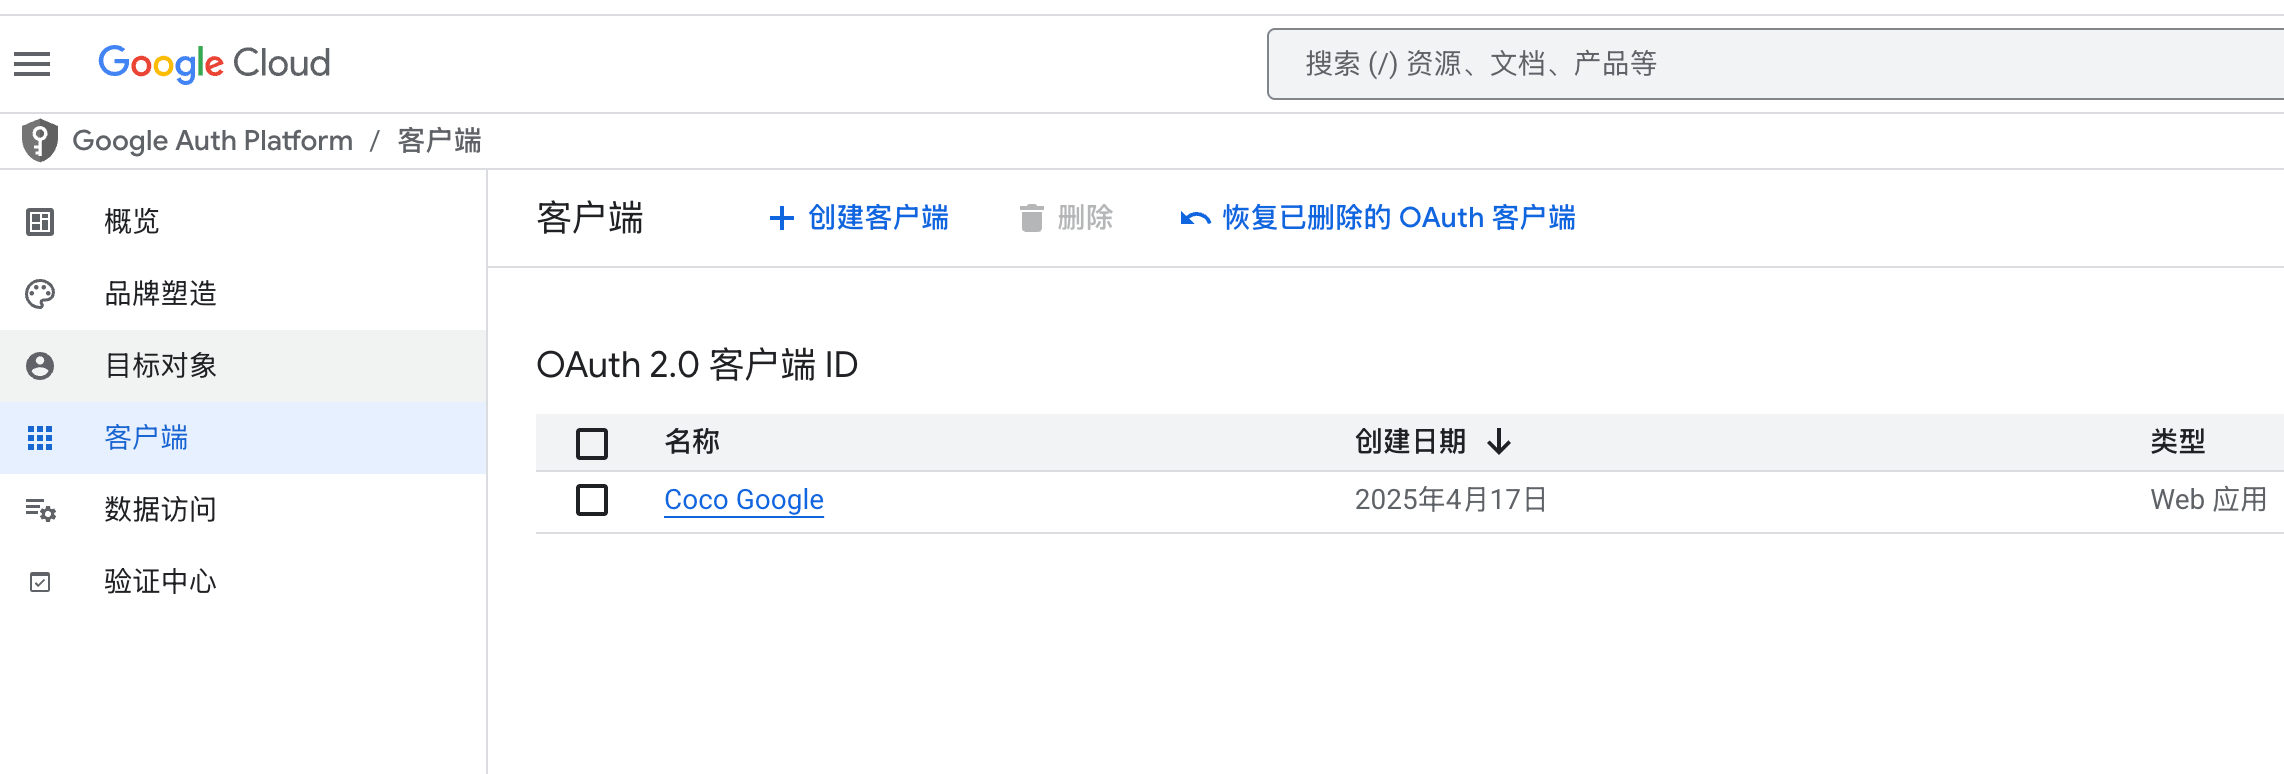 Google Cloud
搜索 (/) 资源、文档、产品等
Google Auth Platform / 客户端
概览
品牌塑造
目标对象
客户端
数据访问
验证中心
客户端
创建客户端
删除
恢复已删除的 OAuth 客户端
OAuth 2.0 客户端 ID
名称 创建日期 类型
Coco Google 2025年4月17日 Web 应用